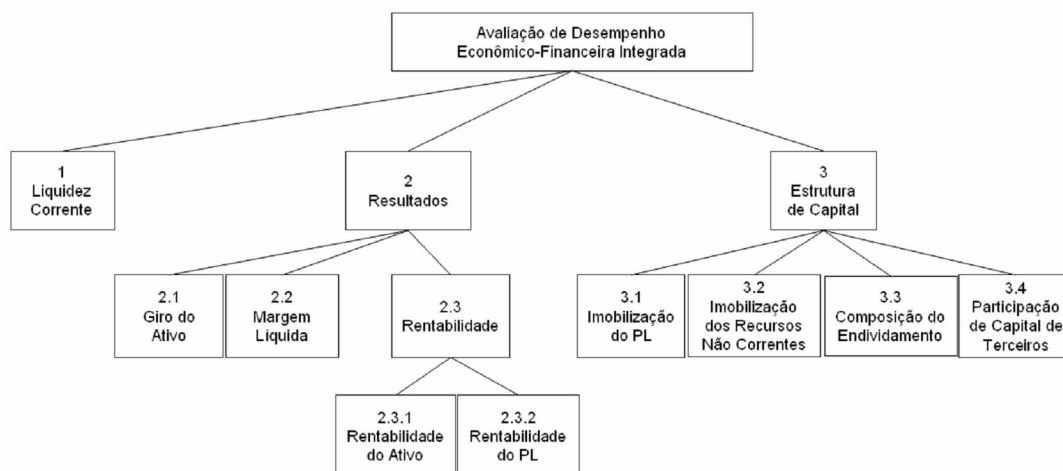 Avaliação de Desempenho
Econômico-Financeira Integrada
1
Liquidez
Corrente
2
Resultados
3
Estrutura
de Capital
2.1
Giro do
Ativo
2.2
Margem
Líquida
2.3
Rentabilidade
3.1
Imobilização
do PL
3.2
Imobilização
dos Recursos
Não Correntes
3.3
Composição do
Endividamento
3.4
Participação
de Capital de
Terceiros
2.3.1
Rentabilidade
do Ativo
2.3.2
Rentabilidade
do PL